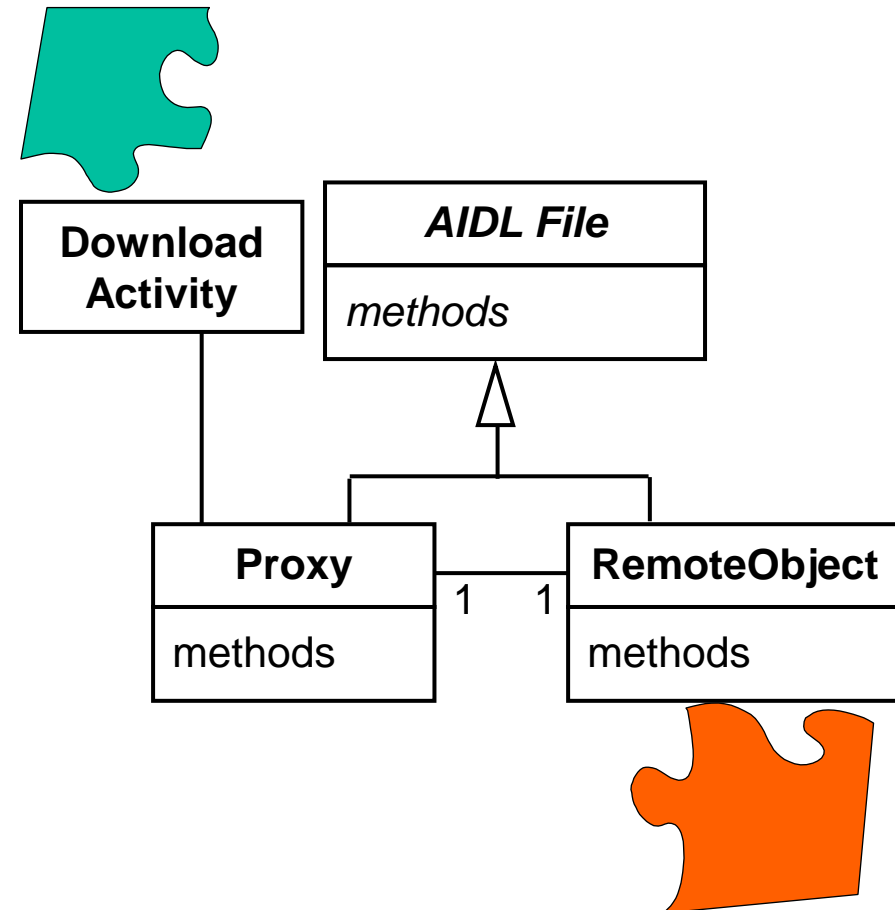 Download
Activity
AIDL File
methods
Proxy
methods
1 1
RemoteObject
methods